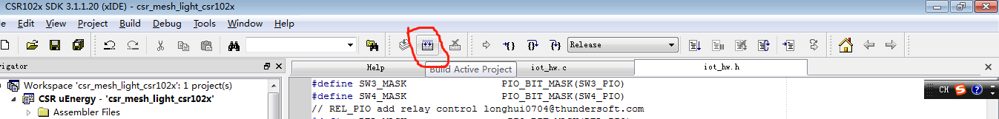 CSR102x SDK 3.1.1.20 (xIDE) - csr_mesh_light_csr102x
ile Edit View Project Build Debug Tools Window Help
Release
avigator
Help iot_hw.c iot_hw.h
Build Active Project
Workspace 'csr_mesh_light_csr102x': 1 project(s)
CSR uEnergy - 'csr_mesh_light_csr102x'
Assembler Files
#define SW3_MASK PIO_BIT_MASK(SW3_PIO)
#define SW4_MASK PIO_BIT_MASK(SW4_PIO)
// REL_PIO add relay control longhui0704@thundersoft.com
CH S ?